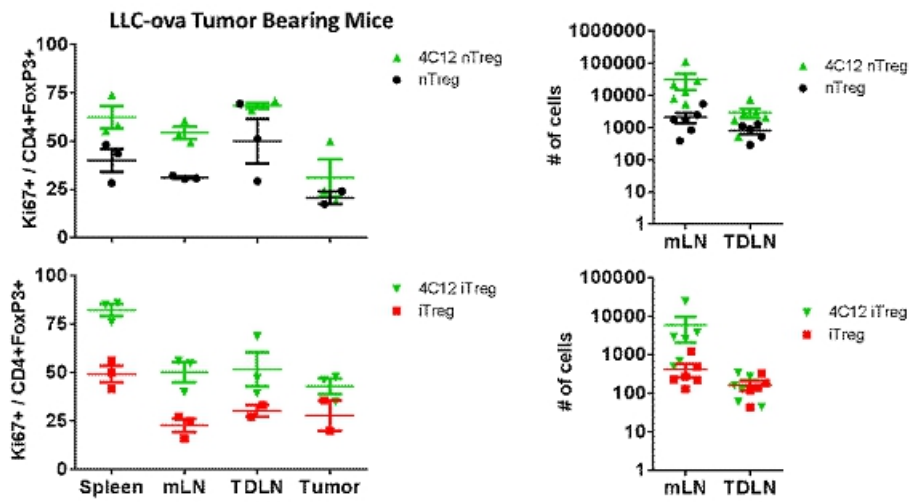 LLC-ova Tumor Bearing Mice
Ki67+ / CD4+FoxP3+
100
75
50
25
0
4C12 nTreg
nTreg
# of cells
1000000
100000
10000
1000
100
10
1
mLN TDLN
4C12 nTreg
nTreg
Ki67+ / CD4+FoxP3+
100
75
50
25
0
Spleen mLN TDLN Tumor
4C12 iTreg
iTreg
# of cells
100000
10000
1000
100
10
1
mLN TDLN
4C12 iTreg
iTreg